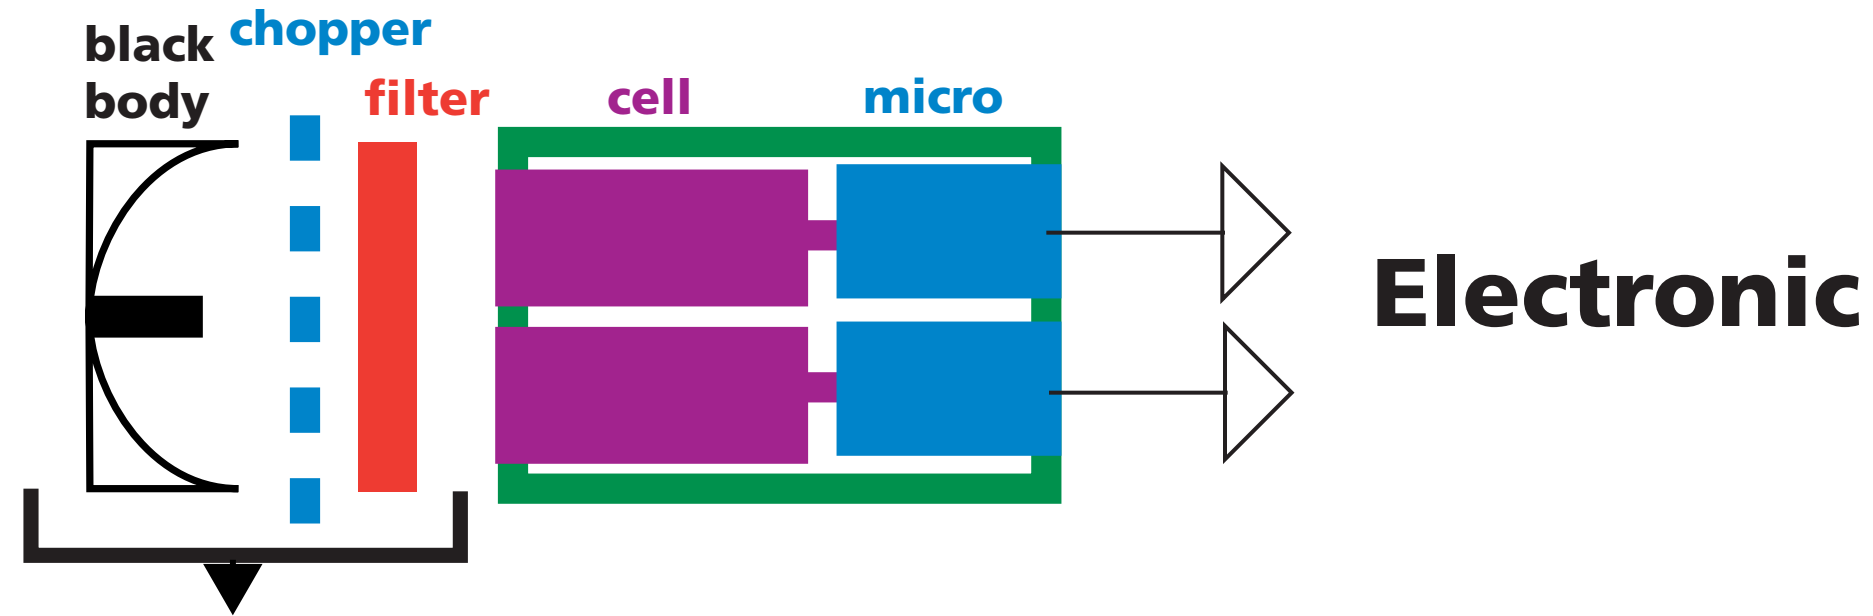 black
body
chopper
filter
cell
micro
Electronic